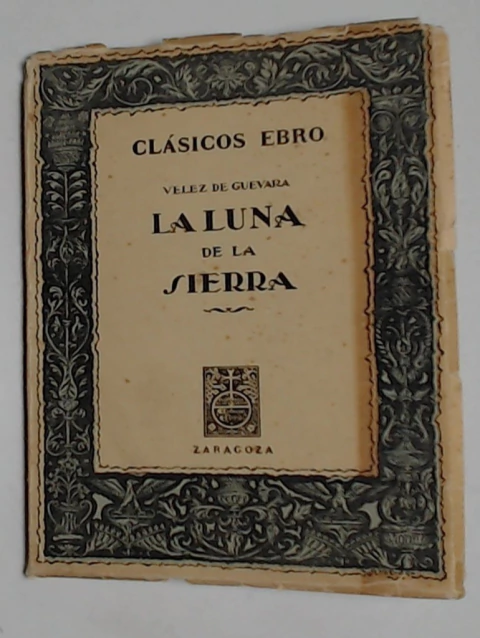 CLÁSICOS EBRO
VELEZ DE GUEVARA
LA LUNA
DE LA
SIERRA
ZARAGOZA